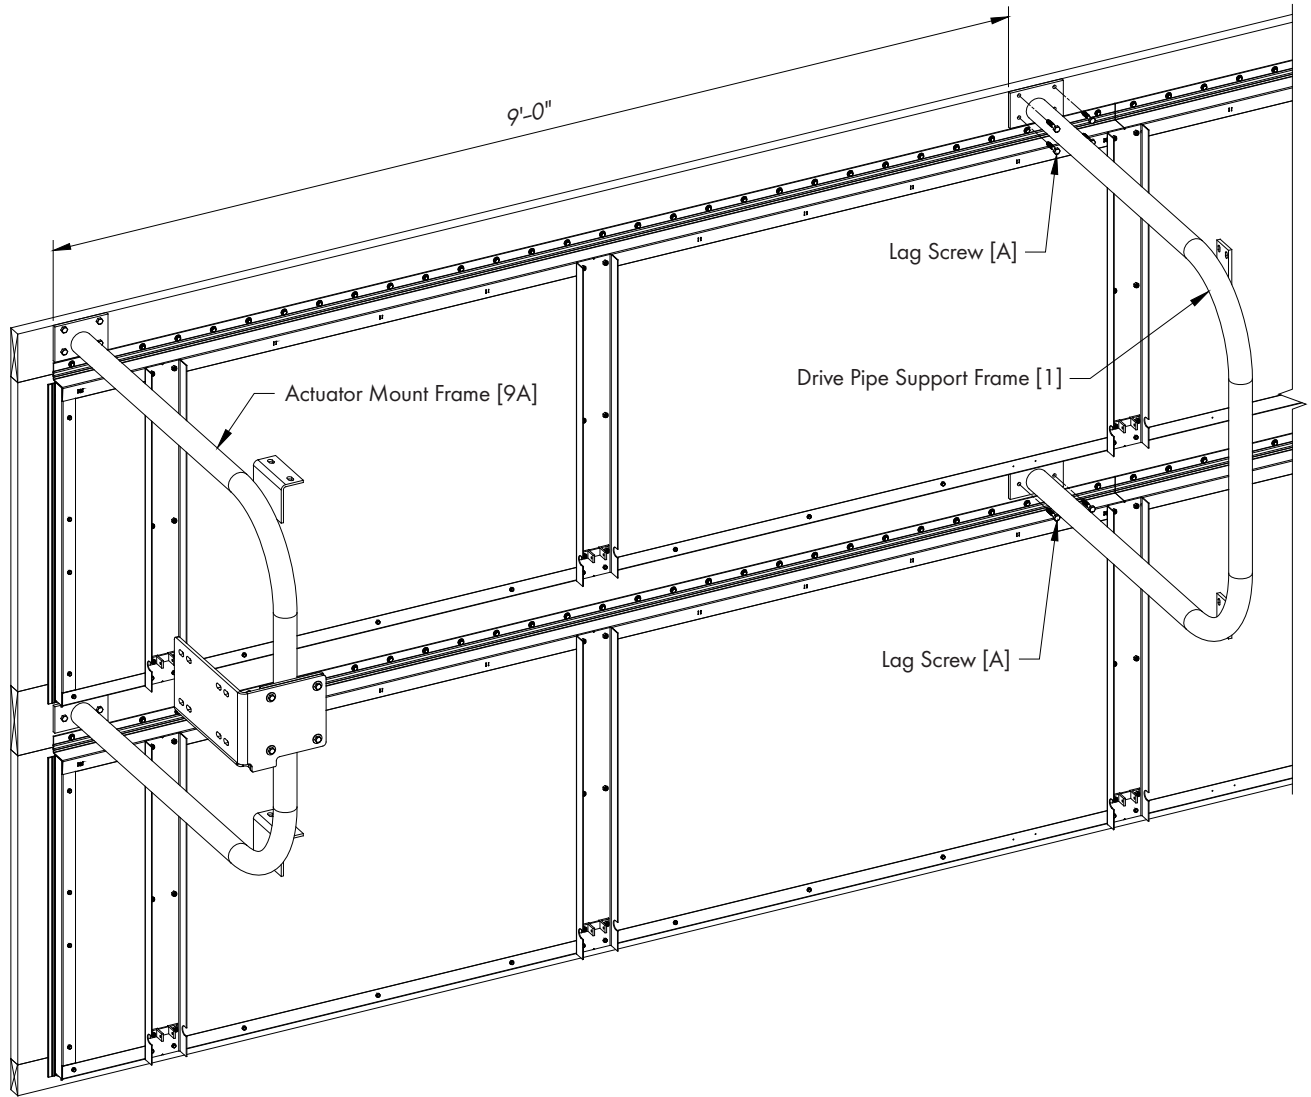 9'-0"
Lag Screw [A]
Drive Pipe Support Frame [1]
Actuator Mount Frame [9A]
Lag Screw [A]